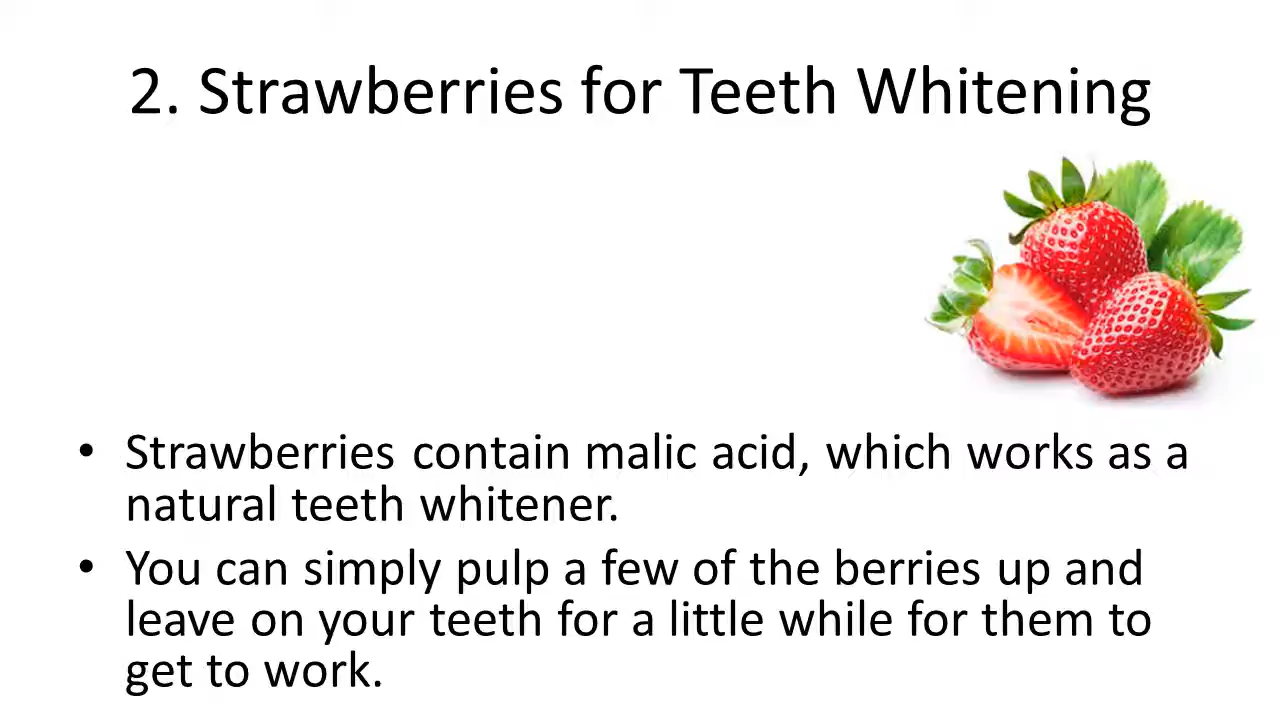 2. Strawberries for Teeth Whitening
• Strawberries contain malic acid, which works as a
natural teeth whitener.
• You can simply pulp a few of the berries up and
leave on your teeth for a little while for them to
get to work.